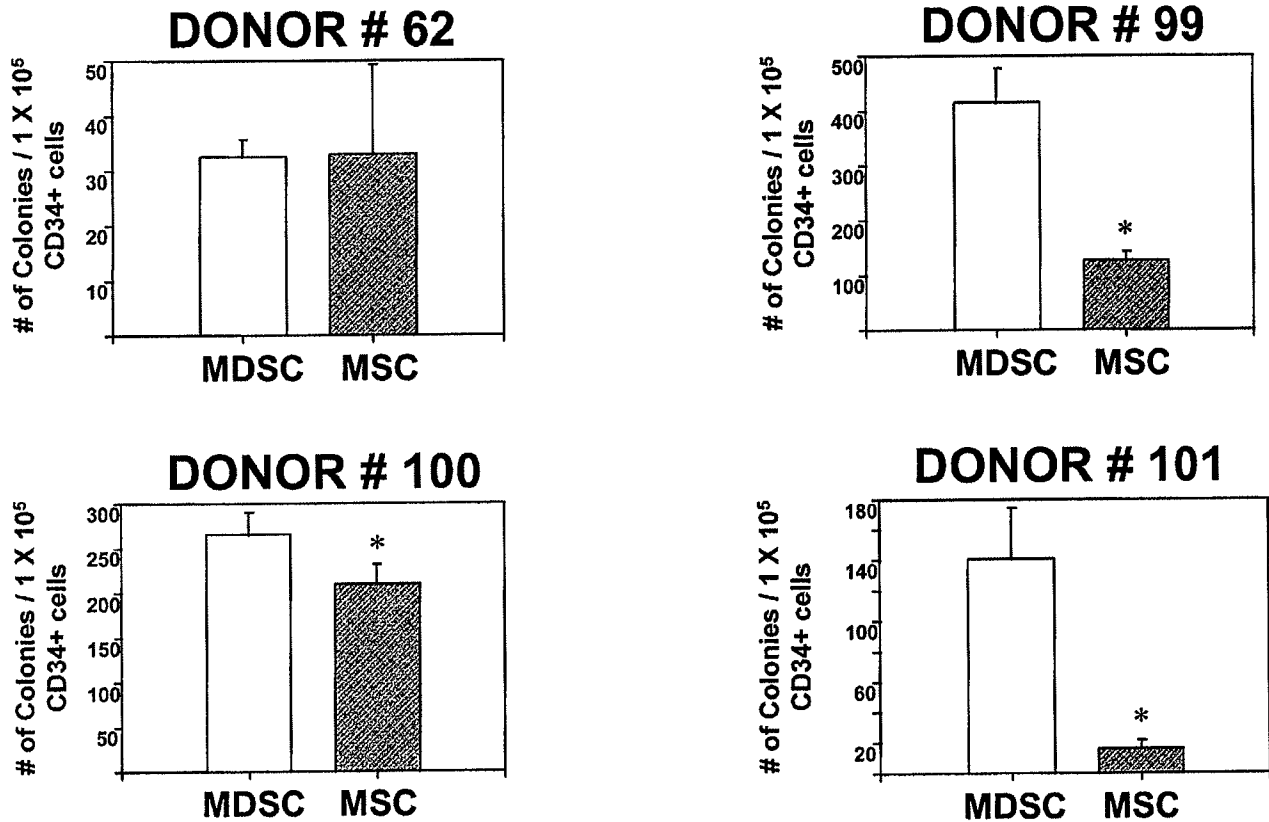 DONOR # 62
# of Colonies / 1 X 10⁵
CD34+ cells
50
40
30
20
10
MDSC MSC
DONOR # 99
# of Colonies / 1 X 10⁵
CD34+ cells
500
400
300
200
100
*
MDSC MSC
DONOR # 100
# of Colonies / 1 X 10⁵
CD34+ cells
300
250
200
150
100
50
*
MDSC MSC
DONOR # 101
# of Colonies / 1 X 10⁵
CD34+ cells
180
140
100
60
20
*
MDSC MSC